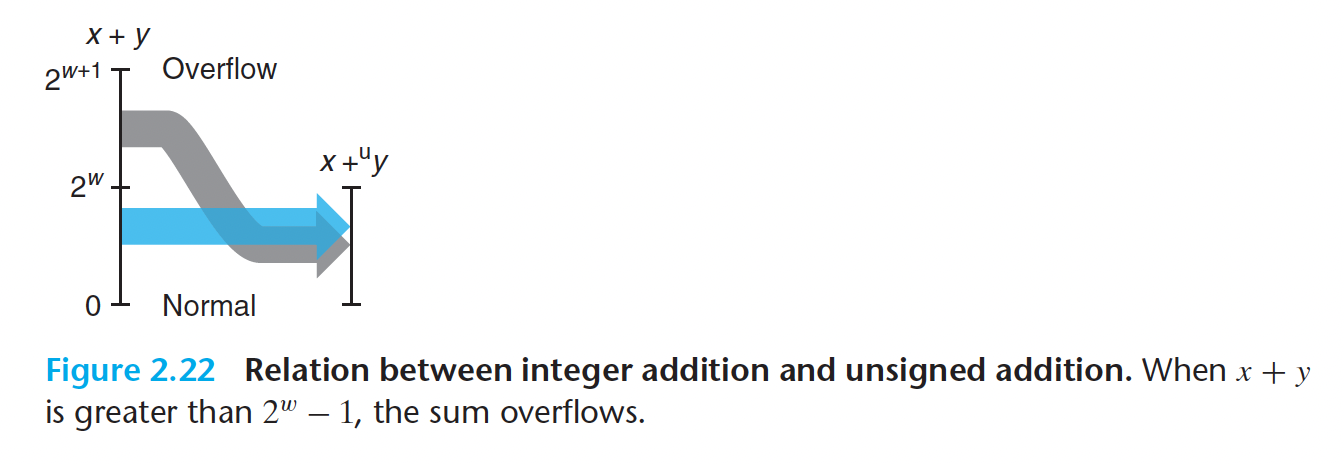 x + y
2^{w+1} Overflow
x +^u y
2^w
0 Normal
Figure 2.22 Relation between integer addition and unsigned addition. When x + y
is greater than 2^w − 1, the sum overflows.